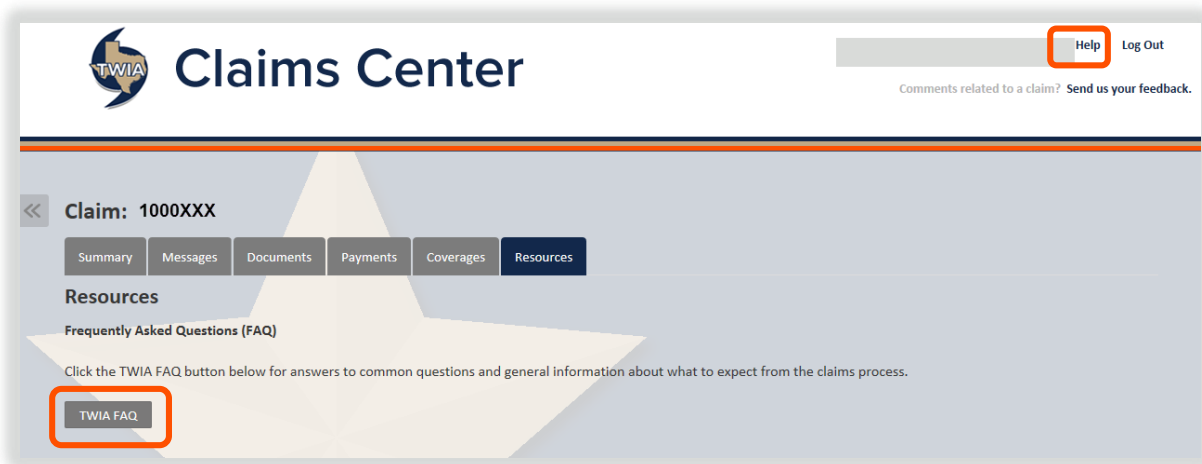 TWIA
Claims Center
Help Log Out
Comments related to a claim? Send us your feedback.
Claim: 1000XXX
Summary Messages Documents Payments Coverages Resources
Resources
Frequently Asked Questions (FAQ)
Click the TWIA FAQ button below for answers to common questions and general information about what to expect from the claims process.
TWIA FAQ